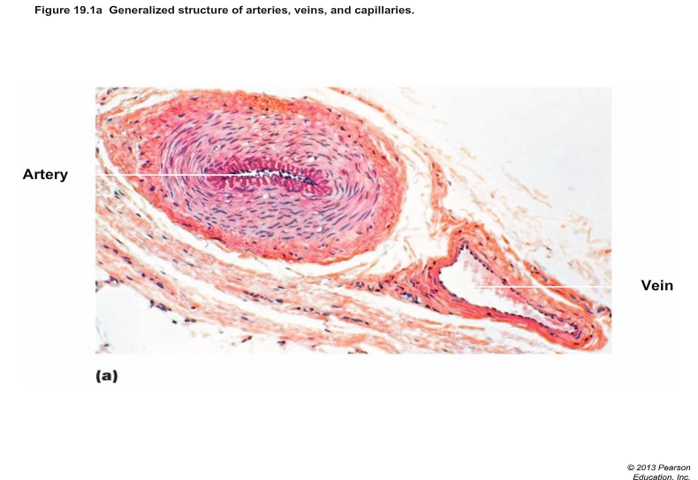 Figure 19.1a Generalized structure of arteries, veins, and capillaries.
Artery
Vein
(a)
© 2013 Pearson
Education, Inc.